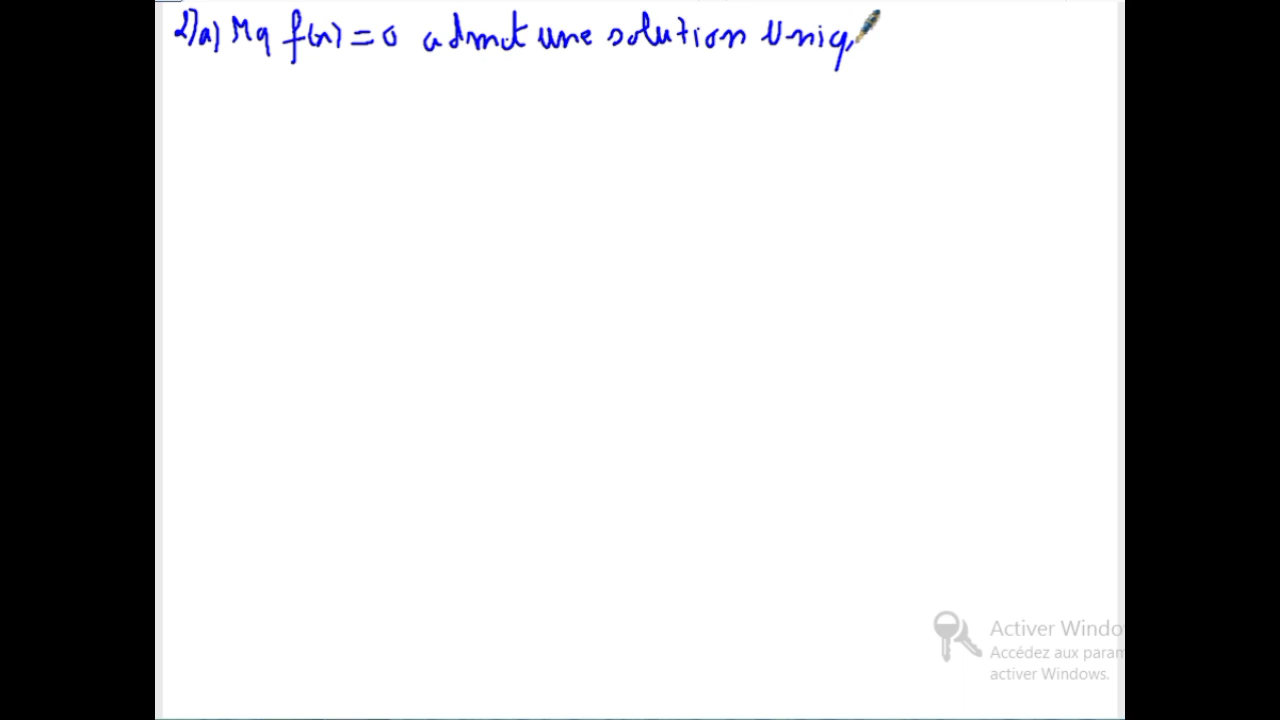 2)a) Mq f(x) = 0 admet une solution uniq
Activer Windo
Accédez aux param
activer Windows.